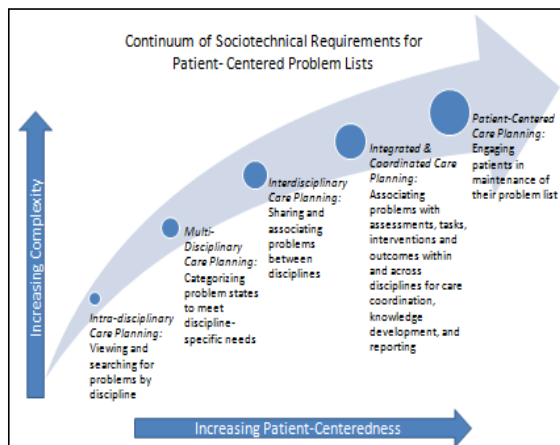 Continuum of Sociotechnical Requirements for
Patient- Centered Problem Lists
Increasing Complexity
Intra-disciplinary
Care Planning:
Viewing and
searching for
problems by
discipline
Multi-
Disciplinary
Care Planning:
Categorizing
problem states
to meet
discipline-
specific needs
Interdisciplinary
Care Planning:
Sharing and
associating
problems
between
disciplines
Integrated &
Coordinated Care
Planning:
Associating
problems with
assessments, tasks,
interventions and
outcomes within
and across
disciplines for care
coordination,
knowledge
development, and
reporting
Patient-Centered
Care Planning:
Engaging
patients in
maintenance of
their problem list
Increasing Patient-Centeredness